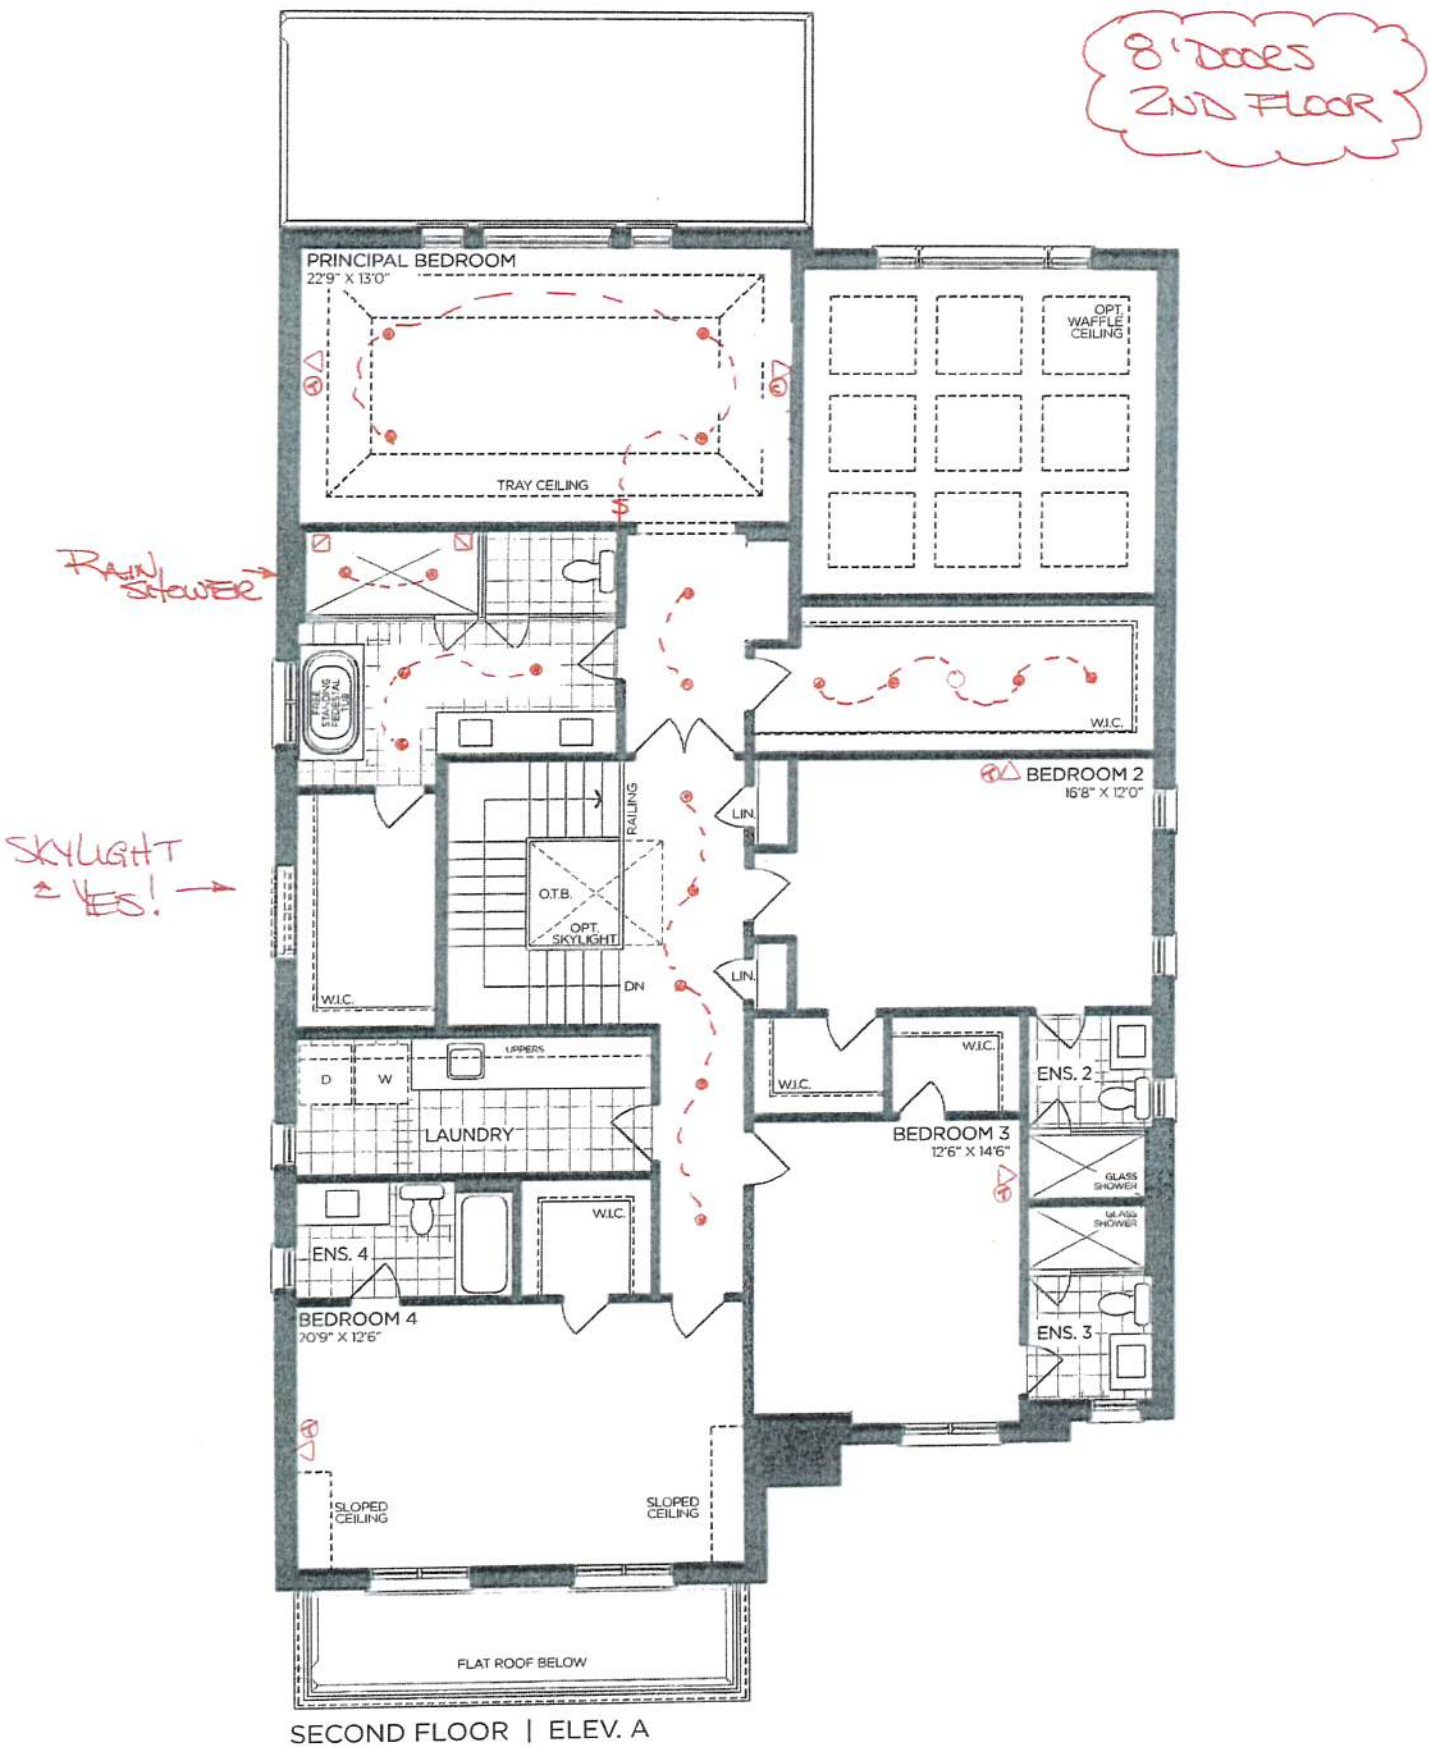 8' DOORS
2ND FLOOR
PRINCIPAL BEDROOM
22'9" X 13'0"
OPT.
WAFFLE
CEILING
TRAY CEILING
$
RAIN
SHOWER
FREE
STANDING
PEDESTAL
TUB
W.I.C.
BEDROOM 2
16'8" X 12'0"
RAILING
LIN.
SKYLIGHT
YES!
O.T.B.
OPT.
SKYLIGHT
LIN.
DN
W.I.C.
UPPERS
D
W
W.I.C.
W.I.C.
ENS. 2
LAUNDRY
BEDROOM 3
12'6" X 14'6"
GLASS
SHOWER
GLASS
SHOWER
W.I.C.
ENS. 4
BEDROOM 4
20'9" X 12'6"
ENS. 3
SLOPED
CEILING
SLOPED
CEILING
FLAT ROOF BELOW
SECOND FLOOR | ELEV. A